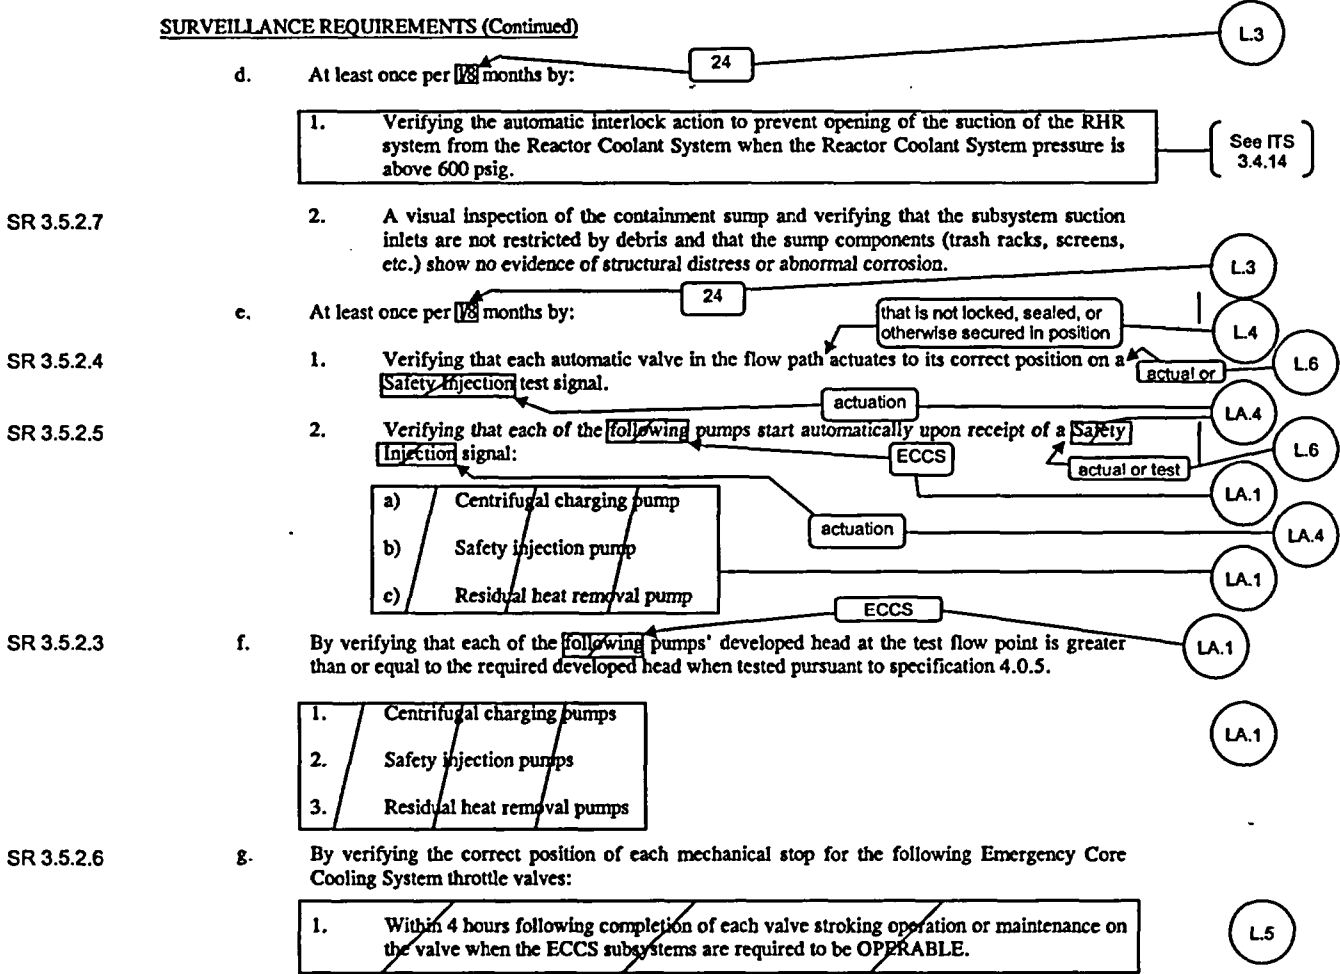 SURVEILLANCE REQUIREMENTS (Continued)
L.3
24
d. At least once per 18 months by:
1. Verifying the automatic interlock action to prevent opening of the suction of the RHR
system from the Reactor Coolant System when the Reactor Coolant System pressure is
above 600 psig.
See ITS
3.4.14
SR 3.5.2.7
2. A visual inspection of the containment sump and verifying that the subsystem suction
inlets are not restricted by debris and that the sump components (trash racks, screens,
etc.) show no evidence of structural distress or abnormal corrosion.
L.3
24
e. At least once per 18 months by:
that is not locked, sealed, or
otherwise secured in position
L.4
SR 3.5.2.4
1. Verifying that each automatic valve in the flow path actuates to its correct position on a
Safety Injection test signal.
actual or
L.6
actuation
LA.4
SR 3.5.2.5
2. Verifying that each of the following pumps start automatically upon receipt of a Safety
Injection signal:
ECCS
actual or test
L.6
LA.1
a) Centrifugal charging pump
actuation
LA.4
b) Safety injection pump
c) Residual heat removal pump
LA.1
ECCS
SR 3.5.2.3
f. By verifying that each of the following pumps' developed head at the test flow point is greater
than or equal to the required developed head when tested pursuant to specification 4.0.5.
LA.1
1. Centrifugal charging pumps
2. Safety injection pumps
3. Residual heat removal pumps
LA.1
SR 3.5.2.6
g. By verifying the correct position of each mechanical stop for the following Emergency Core
Cooling System throttle valves:
1. Within 4 hours following completion of each valve stroking operation or maintenance on
the valve when the ECCS subsystems are required to be OPERABLE.
L.5